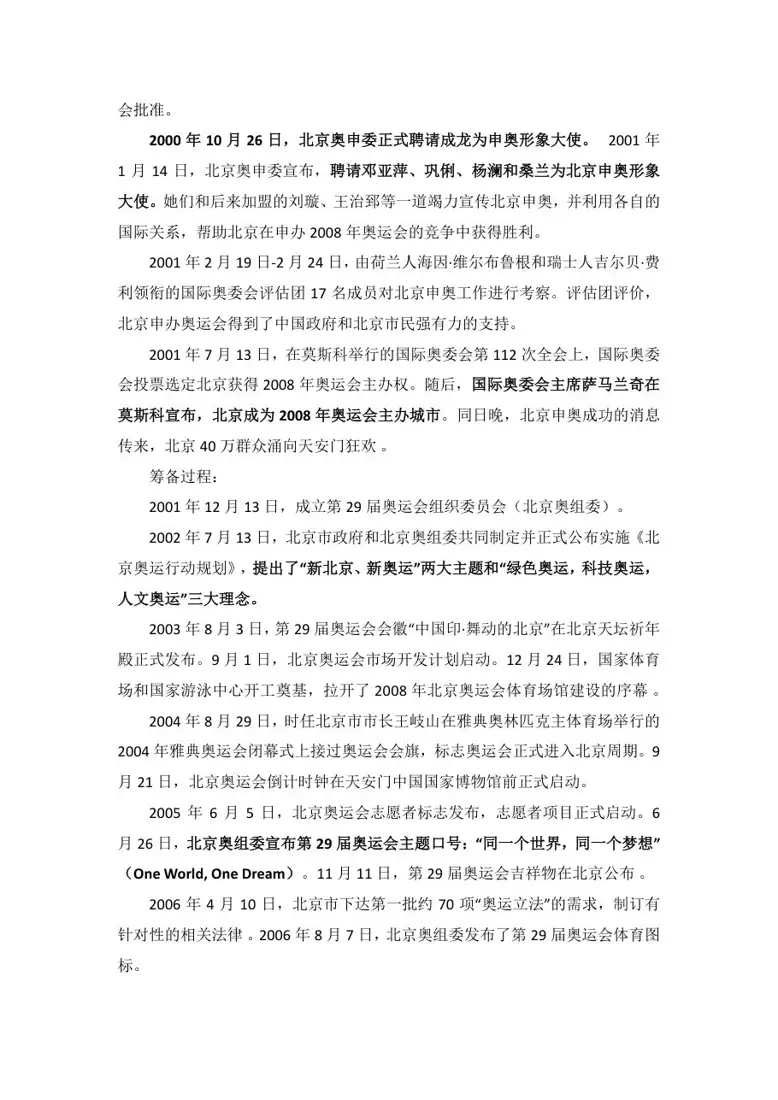 会批准。
2000 年 10 月 26 日，北京奥申委正式聘请成龙为申奥形象大使。 2001 年
1 月 14 日，北京奥申委宣布，聘请邓亚萍、巩俐、杨澜和桑兰为北京申奥形象
大使。她们和后来加盟的刘璇、王治郅等一道竭力宣传北京申奥，并利用各自的
国际关系，帮助北京在申办 2008 年奥运会的竞争中获得胜利。
2001 年 2 月 19 日-2 月 24 日，由荷兰人海因·维尔布鲁根和瑞士人吉尔贝·费
利领衔的国际奥委会评估团 17 名成员对北京申奥工作进行考察。评估团评价，
北京申办奥运会得到了中国政府和北京市民强有力的支持。
2001 年 7 月 13 日，在莫斯科举行的国际奥委会第 112 次全会上，国际奥委
会投票选定北京获得 2008 年奥运会主办权。随后，国际奥委会主席萨马兰奇在
莫斯科宣布，北京成为 2008 年奥运会主办城市。同日晚，北京申奥成功的消息
传来，北京 40 万群众涌向天安门狂欢 。
筹备过程：
2001 年 12 月 13 日，成立第 29 届奥运会组织委员会（北京奥组委）。
2002 年 7 月 13 日，北京市政府和北京奥组委共同制定并正式公布实施《北
京奥运行动规划》，提出了“新北京、新奥运”两大主题和“绿色奥运，科技奥运，
人文奥运”三大理念。
2003 年 8 月 3 日，第 29 届奥运会会徽“中国印·舞动的北京”在北京天坛祈年
殿正式发布。9 月 1 日，北京奥运会市场开发计划启动。12 月 24 日，国家体育
场和国家游泳中心开工奠基，拉开了 2008 年北京奥运会体育场馆建设的序幕 。
2004 年 8 月 29 日，时任北京市市长王岐山在雅典奥林匹克主体育场举行的
2004 年雅典奥运会闭幕式上接过奥运会会旗，标志奥运会正式进入北京周期。9
月 21 日，北京奥运会倒计时钟在天安门中国国家博物馆前正式启动。
2005 年 6 月 5 日，北京奥运会志愿者标志发布，志愿者项目正式启动。6
月 26 日，北京奥组委宣布第 29 届奥运会主题口号：“同一个世界，同一个梦想”
（One World, One Dream）。11 月 11 日，第 29 届奥运会吉祥物在北京公布 。
2006 年 4 月 10 日，北京市下达第一批约 70 项“奥运立法”的需求，制订有
针对性的相关法律 。2006 年 8 月 7 日，北京奥组委发布了第 29 届奥运会体育图
标。